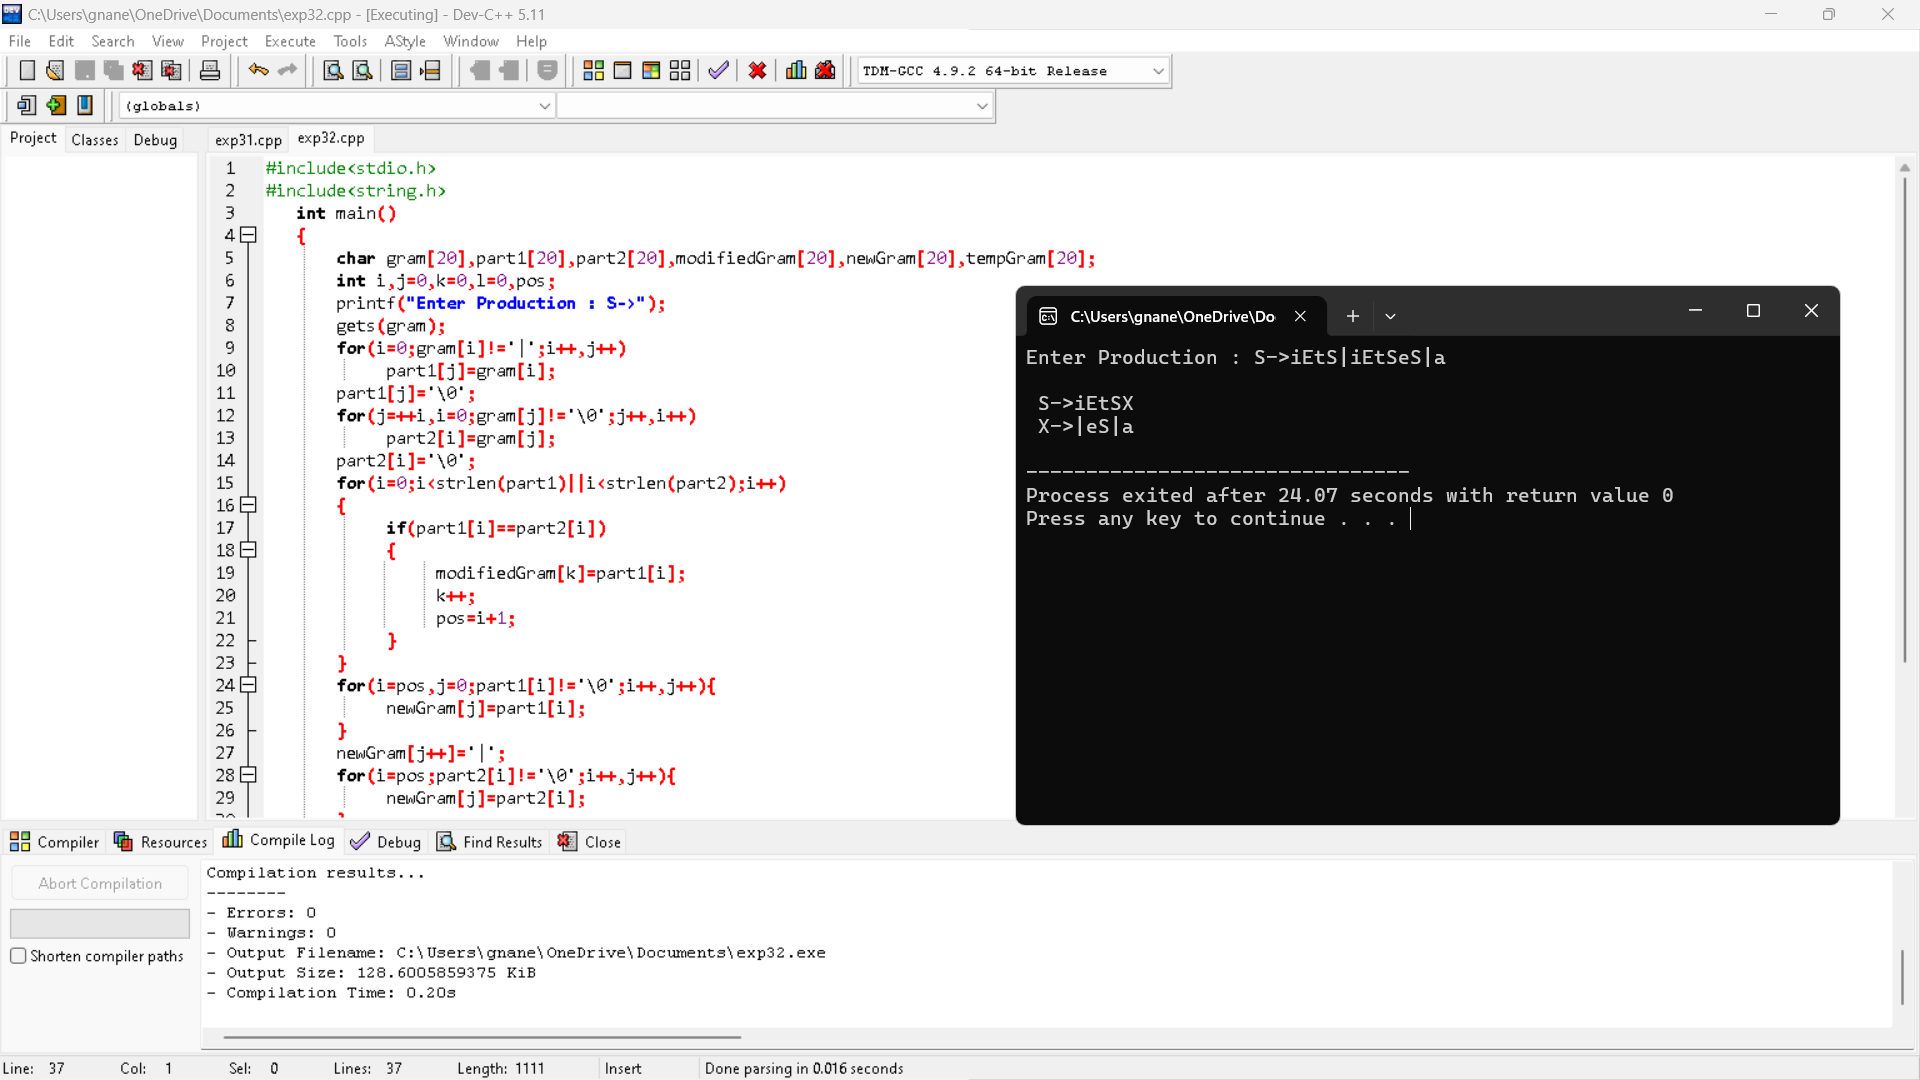 C:\Users\gnane\OneDrive\Documents\exp32.cpp - [Executing] - Dev-C++ 5.11
File Edit Search View Project Execute Tools AStyle Window Help
TDM-GCC 4.9.2 64-bit Release
(globals)
Project Classes Debug exp31.cpp exp32.cpp
1 #include<stdio.h>
2 #include<string.h>
3 int main()
4 {
5 char gram[20],part1[20],part2[20],modifiedGram[20],newGram[20],tempGram[20];
6 int i,j=0,k=0,l=0,pos;
7 printf("Enter Production : S->");
8 gets(gram);
9 for(i=0;gram[i]!='|';i++,j++)
10 part1[j]=gram[i];
11 part1[j]='\0';
12 for(j=++i,i=0;gram[j]!='\0';j++,i++)
13 part2[i]=gram[j];
14 part2[i]='\0';
15 for(i=0;i<strlen(part1)||i<strlen(part2);i++)
16 {
17 if(part1[i]==part2[i])
18 {
19 modifiedGram[k]=part1[i];
20 k++;
21 pos=i+1;
22 }
23 }
24 for(i=pos,j=0;part1[i]!='\0';i++,j++){
25 newGram[j]=part1[i];
26 }
27 newGram[j++]='|';
28 for(i=pos;part2[i]!='\0';i++,j++){
29 newGram[j]=part2[i];
C:\Users\gnane\OneDrive\Do
Enter Production : S->iEtS|iEtSeS|a
S->iEtSX
X->|eS|a
--------------------------------
Process exited after 24.07 seconds with return value 0
Press any key to continue . . .
Compiler Resources Compile Log Debug Find Results Close
Abort Compilation
Shorten compiler paths
Compilation results...
--------
- Errors: 0
- Warnings: 0
- Output Filename: C:\Users\gnane\OneDrive\Documents\exp32.exe
- Output Size: 128.6005859375 KiB
- Compilation Time: 0.20s
Line: 37 Col: 1 Sel: 0 Lines: 37 Length: 1111 Insert Done parsing in 0.016 seconds